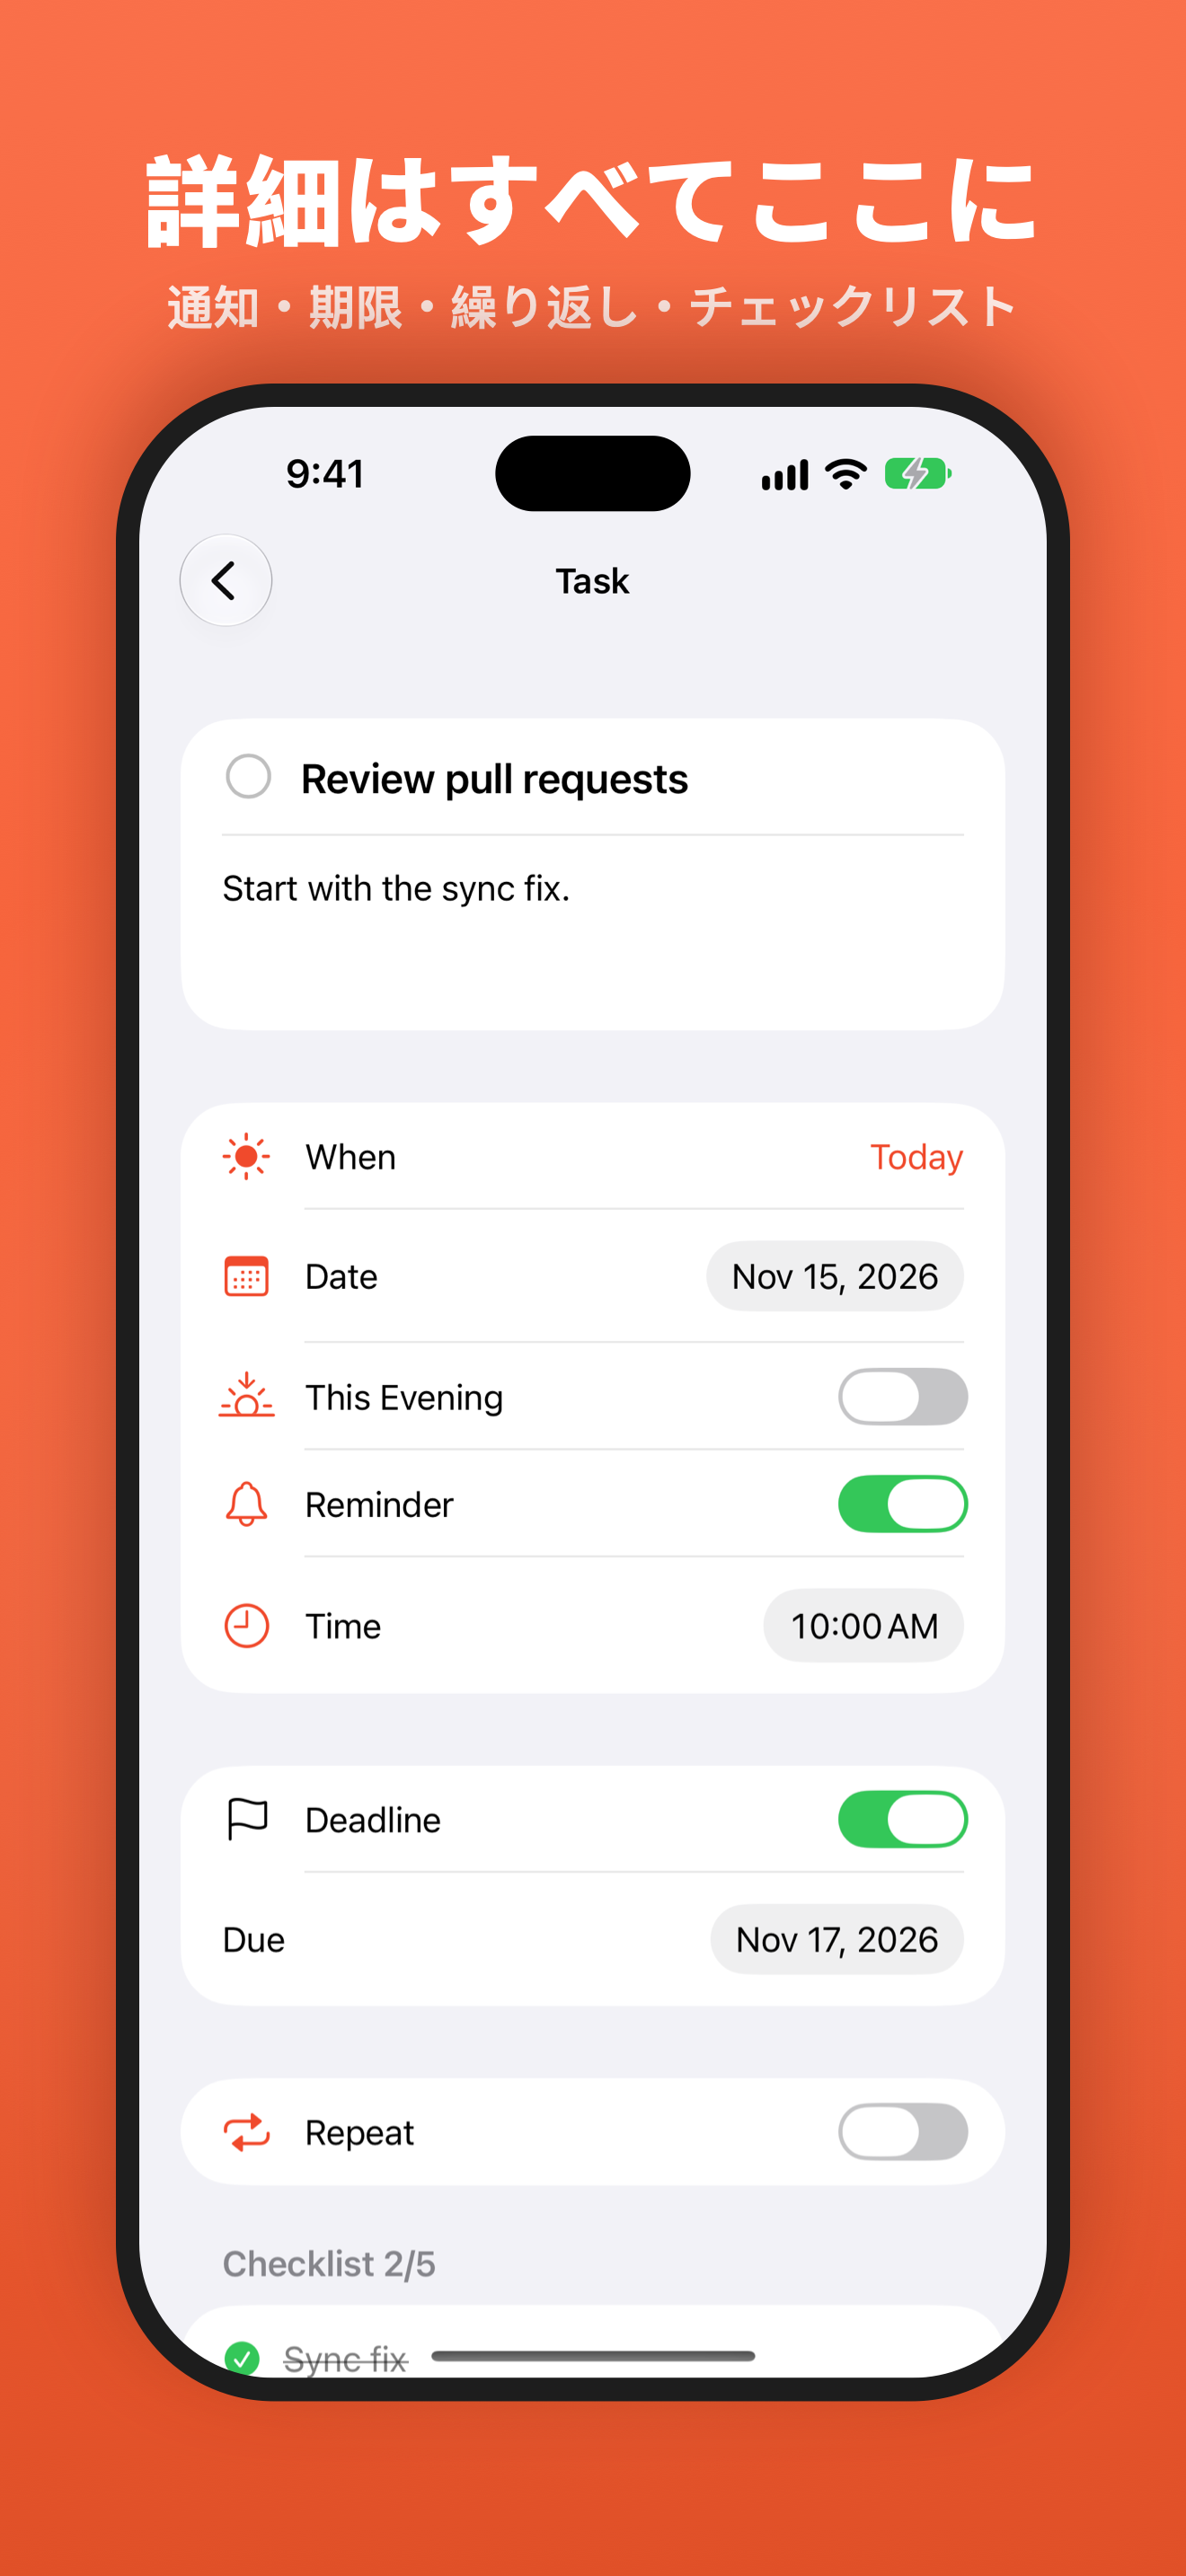 詳細はすべてここに
通知・期限・繰り返し・チェックリスト
9:41
Task
Review pull requests
Start with the sync fix.
When Today
Date Nov 15, 2026
This Evening
Reminder
Time 10:00 AM
Deadline
Due Nov 17, 2026
Repeat
Checklist 2/5
Sync fix